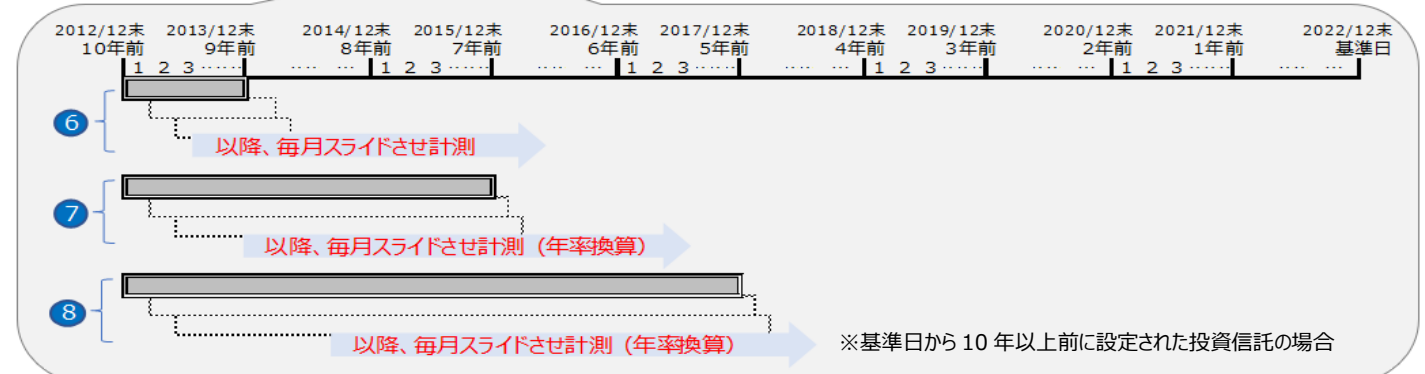 2012/12末 2013/12末 2014/12末 2015/12末 2016/12末 2017/12末 2018/12末 2019/12末 2020/12末 2021/12末 2022/12末
10年前 9年前 8年前 7年前 6年前 5年前 4年前 3年前 2年前 1年前 基準日
1 2 3 ‥‥‥ ‥‥ ‥ 1 2 3 ‥‥‥ ‥‥ ‥ 1 2 3 ‥‥‥ ‥‥ ‥ 1 2 3 ‥‥‥ ‥‥ ‥ 1 2 3 ‥‥‥ ‥‥ ‥
6
以降、毎月スライドさせ計測
7
以降、毎月スライドさせ計測（年率換算）
8
以降、毎月スライドさせ計測（年率換算）
※基準日から 10 年以上前に設定された投資信託の場合